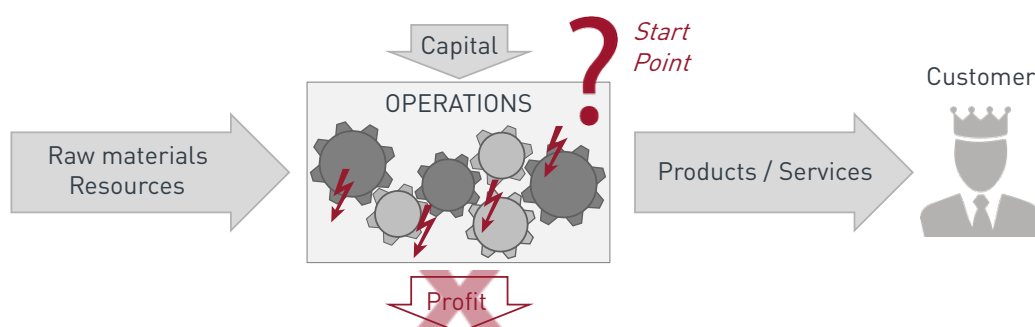 Capital
?
Start
Point
Customer
OPERATIONS
Raw materials
Resources
Products / Services
Profit